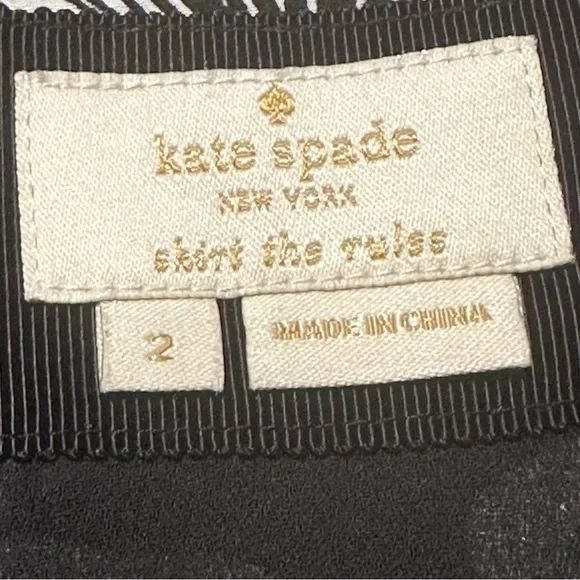 kate spade
NEW YORK
skirt the rules
2
MADE IN CHINA